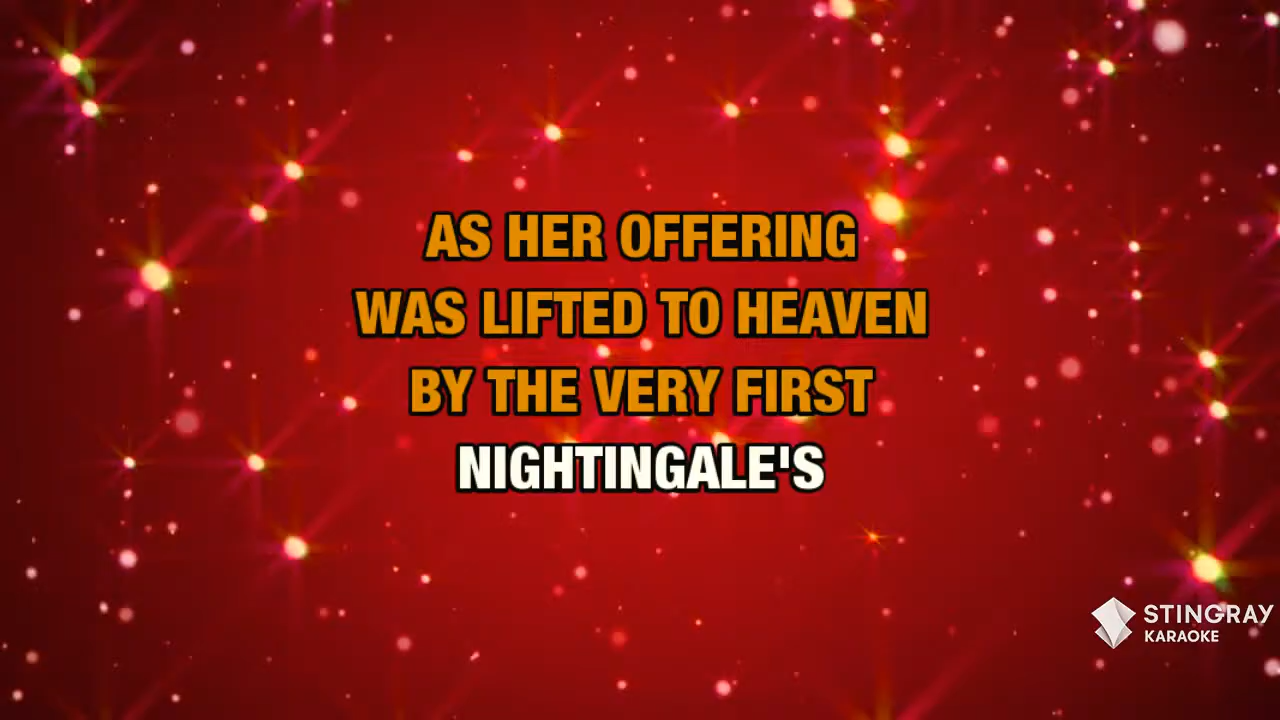 AS HER OFFERING
WAS LIFTED TO HEAVEN
BY THE VERY FIRST
NIGHTINGALE'S
STINGRAY
KARAOKE